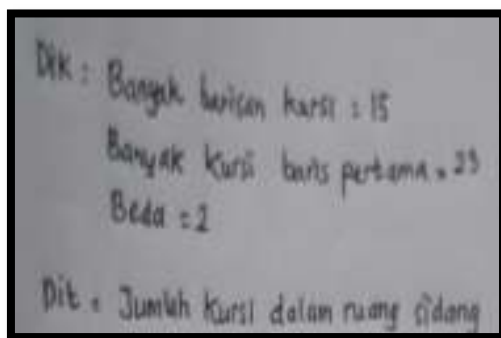 Dik : Banyak barisan kursi : 15
Banyak kursi baris pertama = 23
Beda = 2
Dit = Jumlah kursi dalam ruang sidang